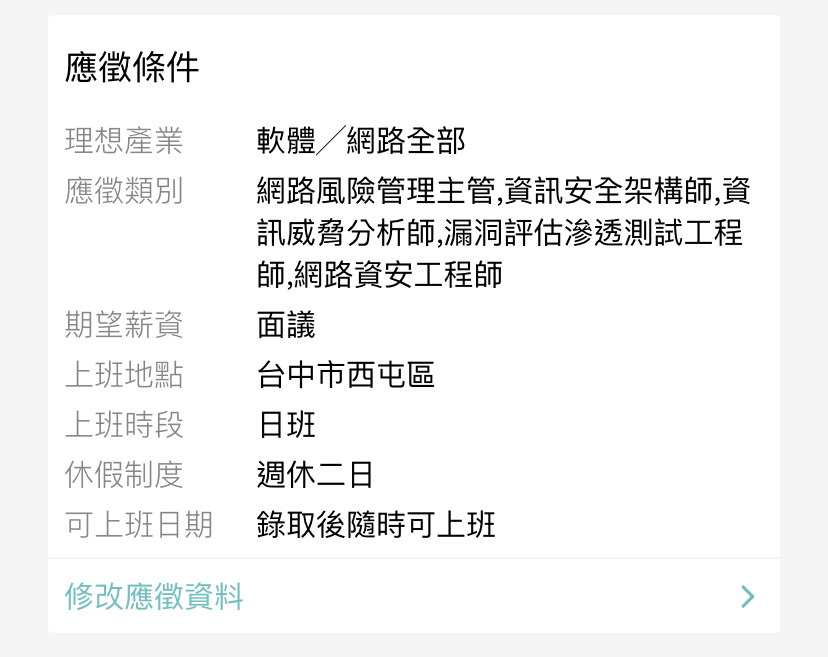 應徵條件
理想產業 軟體／網路全部
應徵類別 網路風險管理主管,資訊安全架構師,資
訊威脅分析師,漏洞評估滲透測試工程
師,網路資安工程師
期望薪資 面議
上班地點 台中市西屯區
上班時段 日班
休假制度 週休二日
可上班日期 錄取後隨時可上班
修改應徵資料